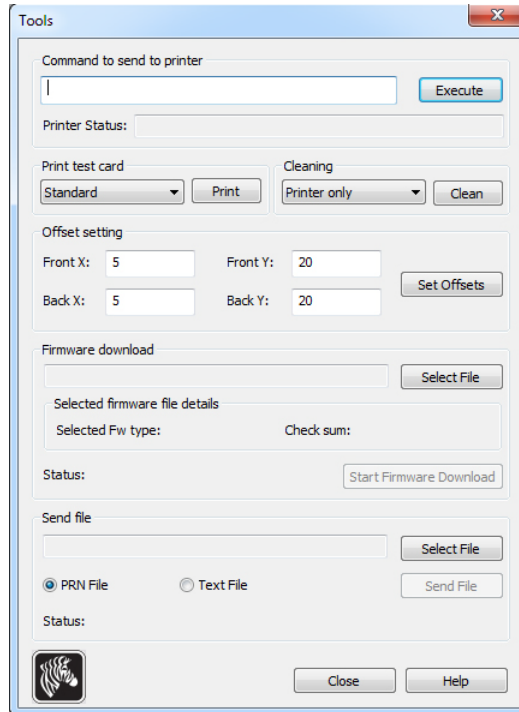 Tools
Command to send to printer
Execute
Printer Status:
Print test card
Standard
Print
Cleaning
Printer only
Clean
Offset setting
Front X: 5 Front Y: 20
Back X: 5 Back Y: 20
Set Offsets
Firmware download
Select File
Selected firmware file details
Selected Fw type: Check sum:
Status:
Start Firmware Download
Send file
Select File
PRN File Text File
Send File
Status:
Close Help